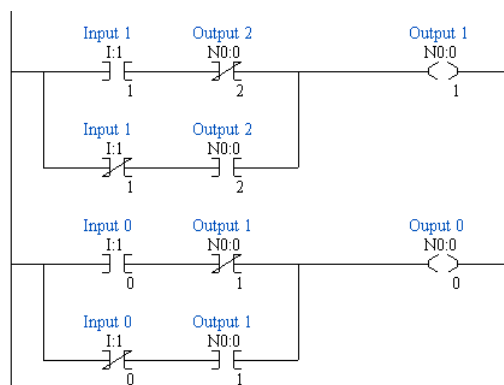 Input 1 Output 2 Output 1
I:1 N0:0 N0:0
1 2 1
Input 1 Output 2
I:1 N0:0
1 2
Input 0 Output 1 Ouput 0
I:1 N0:0 N0:0
0 1 0
Input 0 Output 1
I:1 N0:0
0 1